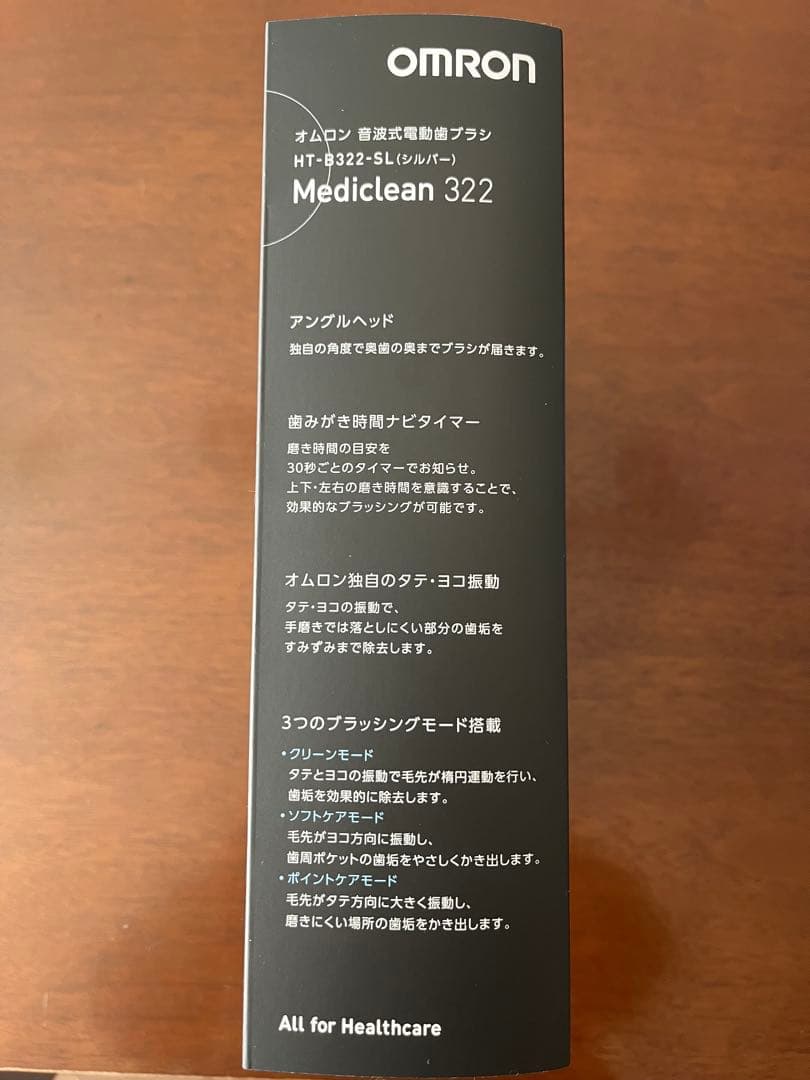 OMRON
オムロン 音波式電動歯ブラシ
HT-B322-SL(シルバー)
Mediclean 322
アングルヘッド
独自の角度で奥歯の奥までブラシが届きます。
歯みがき時間ナビタイマー
磨き時間の目安を
30秒ごとのタイマーでお知らせ。
上下・左右の磨き時間を意識することで、
効果的なブラッシングが可能です。
オムロン独自のタテ・ヨコ振動
タテ・ヨコの振動で、
手磨きでは落としにくい部分の歯垢を
すみずみまで除去します。
3つのブラッシングモード搭載
・クリーンモード
タテとヨコの振動で毛先が楕円運動を行い、
歯垢を効果的に除去します。
・ソフトケアモード
毛先がヨコ方向に振動し、
歯周ポケットの歯垢をやさしくかき出します。
・ポイントケアモード
毛先がタテ方向に大きく振動し、
磨きにくい場所の歯垢をかき出します。
All for Healthcare